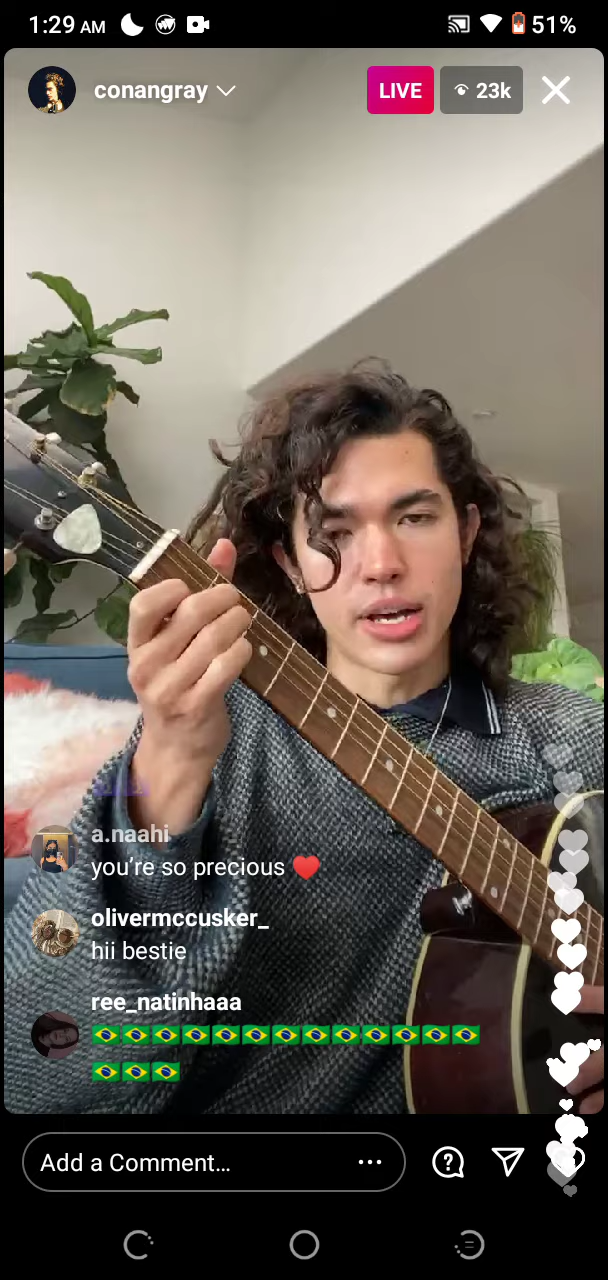 1:29 AM
51%
conangray
LIVE
23k
a.naahi
you’re so precious ❤️
olivermccusker_
hii bestie
ree_natinhaaa
🇧🇷🇧🇷🇧🇷🇧🇷🇧🇷🇧🇷🇧🇷🇧🇷🇧🇷🇧🇷🇧🇷🇧🇷🇧🇷
🇧🇷🇧🇷🇧🇷
Add a Comment...